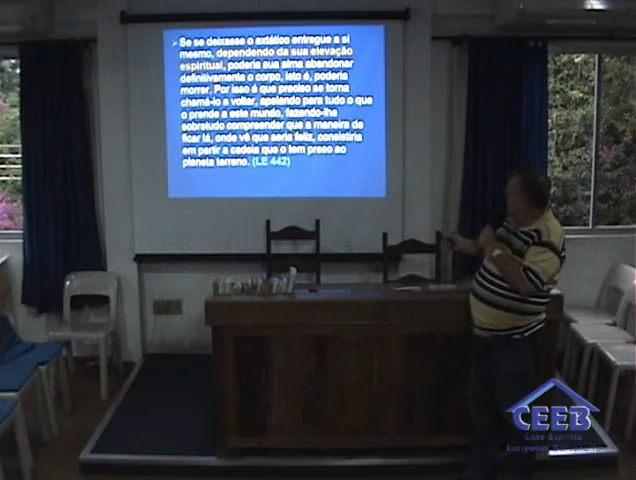 Se se deixasse o extático entregue a si
mesmo, dependendo da sua elevação
espiritual, poderia sua alma abandonar
definitivamente o corpo, isto é, poderia
morrer. Por isso é que preciso se torna
chamá-lo a voltar, apelando para tudo o que
o prende a este mundo, fazendo-lhe
sobretudo compreender que a maneira de
ficar lá, onde vê que seria feliz, consistiria
em partir a cadeia que o tem preso ao
planeta terreno. (LE 442)
CEEB
Casa Espírita